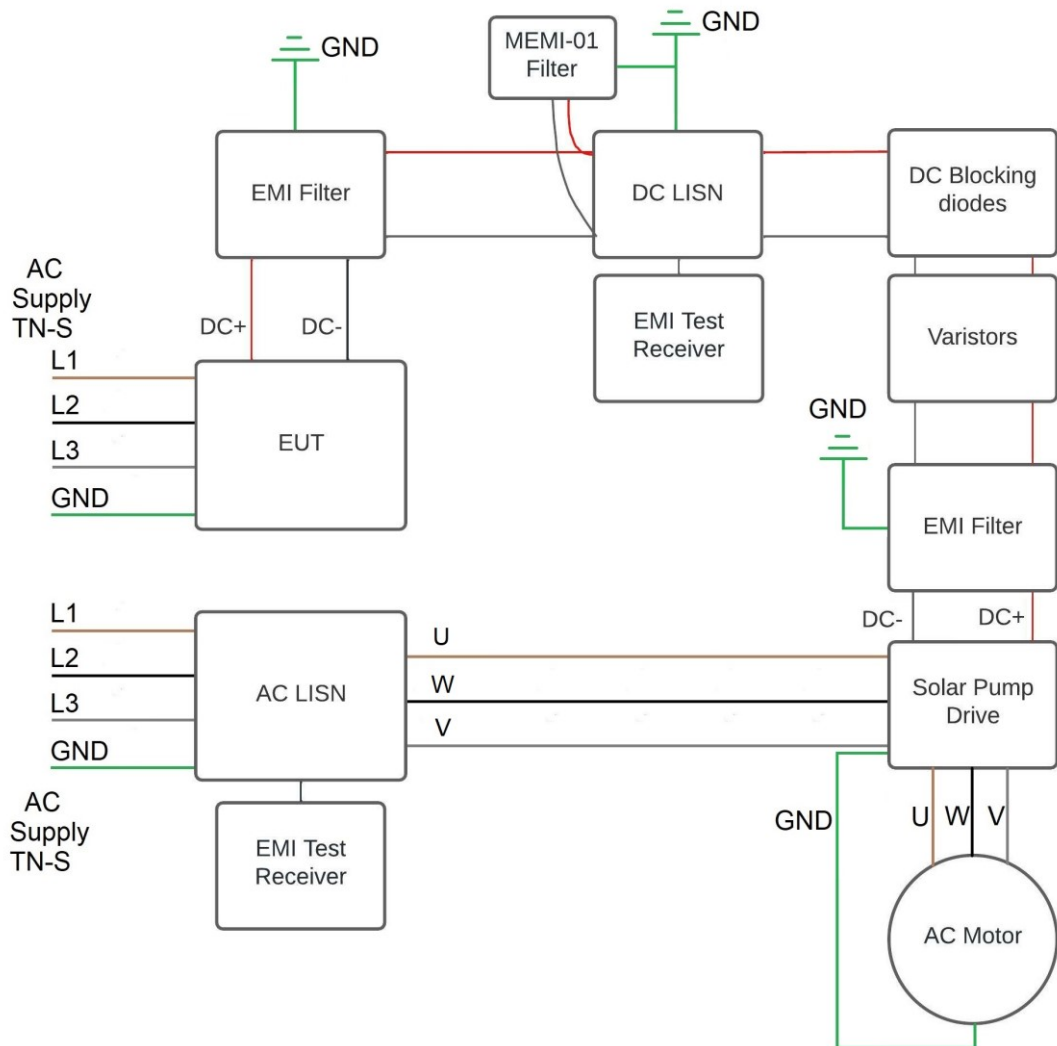 GND
MEMI-01
Filter
GND
EMI Filter
DC LISN
DC Blocking
diodes
AC
Supply
TN-S
DC+
DC-
EMI Test
Receiver
Varistors
L1
L2
L3
GND
EUT
GND
EMI Filter
DC-
DC+
L1
L2
L3
GND
AC LISN
U
W
V
Solar Pump
Drive
AC
Supply
TN-S
EMI Test
Receiver
GND
U
W
V
AC Motor